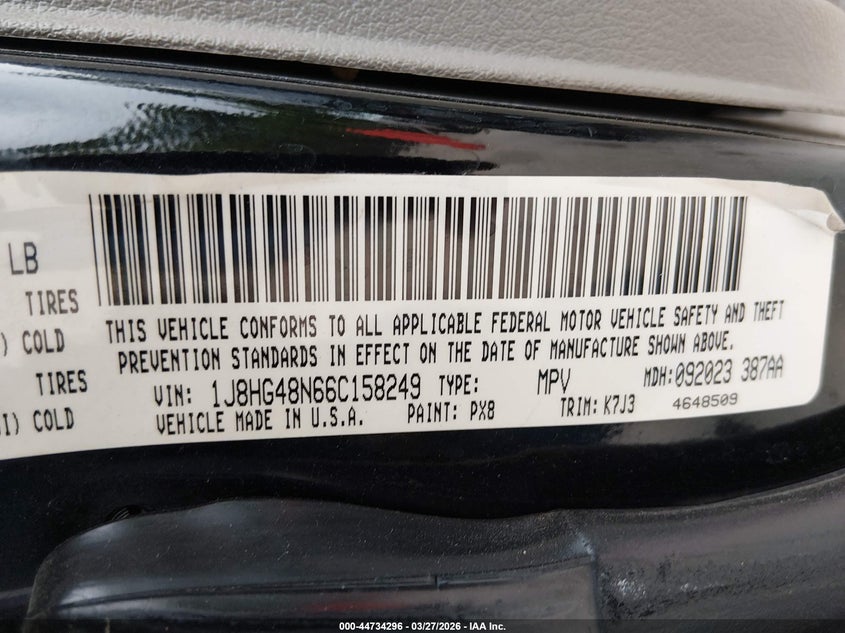 LB
TIRES
) COLD
TIRES
I) COLD
THIS VEHICLE CONFORMS TO ALL APPLICABLE FEDERAL MOTOR VEHICLE SAFETY AND THEFT
PREVENTION STANDARDS IN EFFECT ON THE DATE OF MANUFACTURE SHOWN ABOVE.
VIN: 1J8HG48N66C158249 TYPE: MPV MDH:092023 387AA
VEHICLE MADE IN U.S.A. PAINT: PX8 TRIM: K7J3 4648509
000-44734296 - 03/27/2026 - IAA Inc.